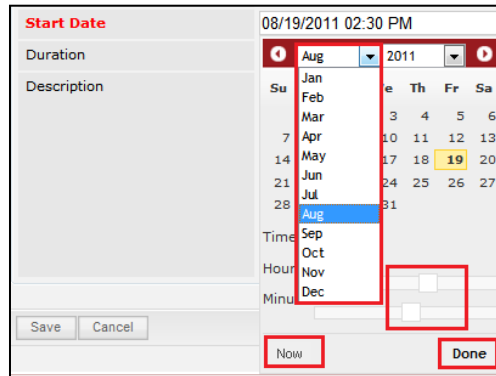 Start Date 08/19/2011 02:30 PM
Duration
Description
Aug 2011
Su e Th Fr Sa
3 4 5 6
7 10 11 12 13
14 17 18 19 20
21 24 25 26 27
28 31
Jan
Feb
Mar
Apr
May
Jun
Jul
Aug
Sep
Oct
Nov
Dec
Time
Hour
Minu
Save Cancel
Now Done